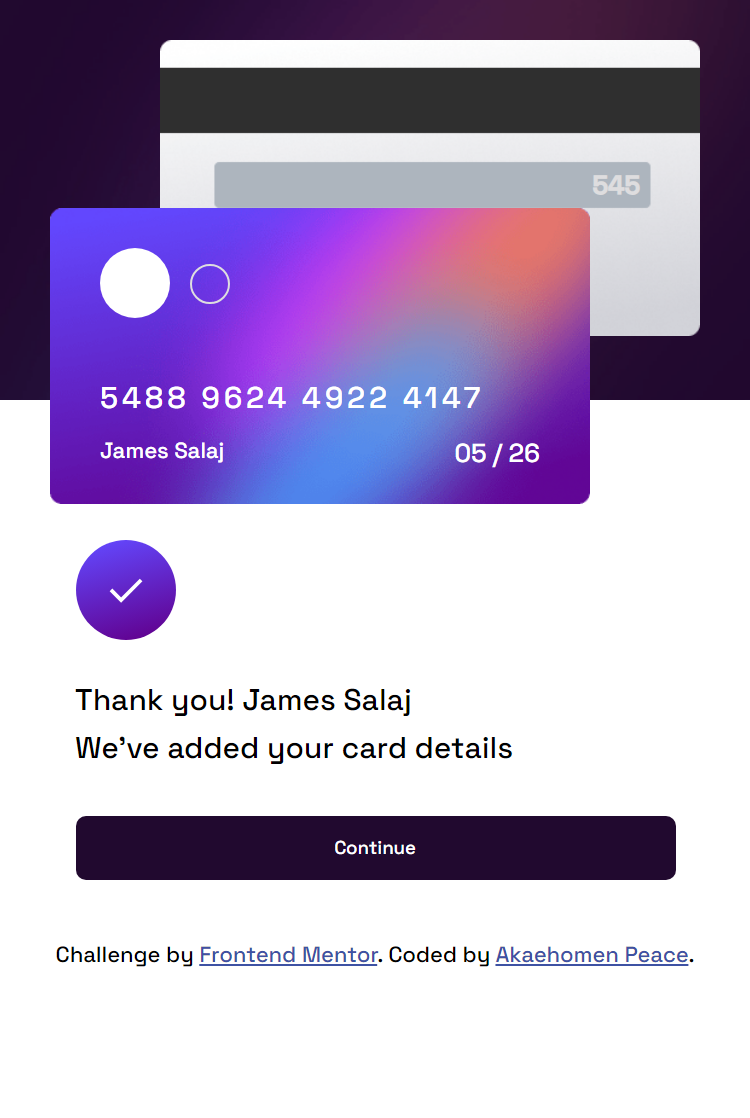 545
5488 9624 4922 4147
James Salaj 05 / 26
Thank you! James Salaj
We’ve added your card details
Continue
Challenge by Frontend Mentor. Coded by Akaehomen Peace.